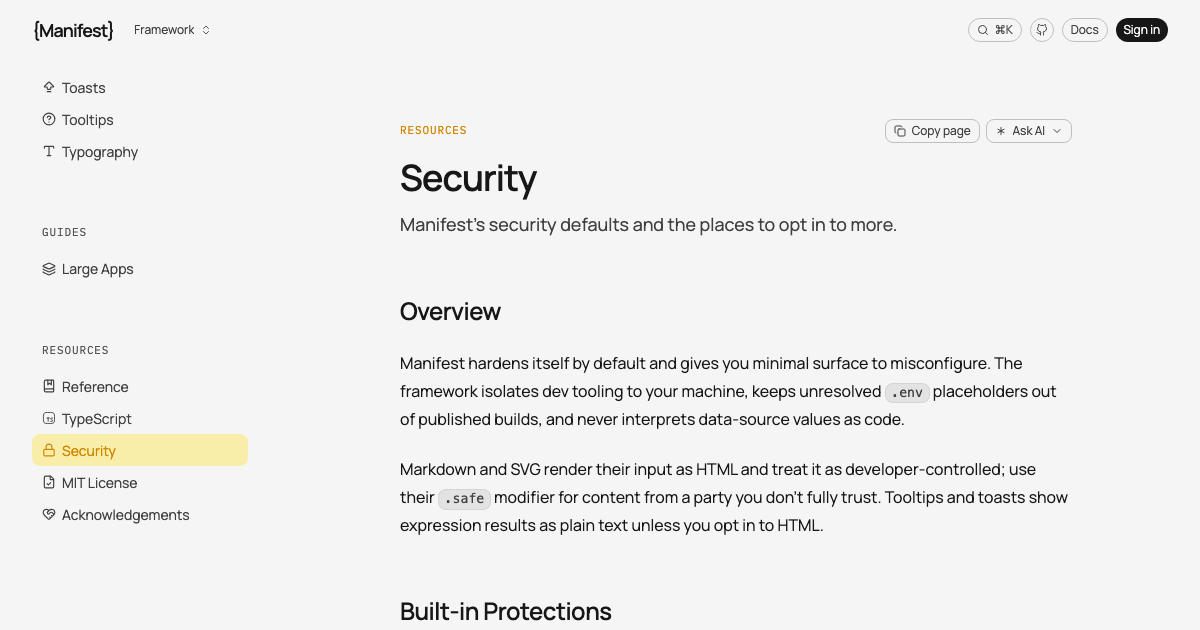 {Manifest}
Framework
⌘K
Docs
Sign in
Toasts
Tooltips
Typography
GUIDES
Large Apps
RESOURCES
Reference
TypeScript
Security
MIT License
Acknowledgements
RESOURCES
Copy page
Ask AI
Security
Manifest's security defaults and the places to opt in to more.
Overview
Manifest hardens itself by default and gives you minimal surface to misconfigure. The
framework isolates dev tooling to your machine, keeps unresolved .env placeholders out
of published builds, and never interprets data-source values as code.
Markdown and SVG render their input as HTML and treat it as developer-controlled; use
their .safe modifier for content from a party you don't fully trust. Tooltips and toasts show
expression results as plain text unless you opt in to HTML.
Built-in Protections